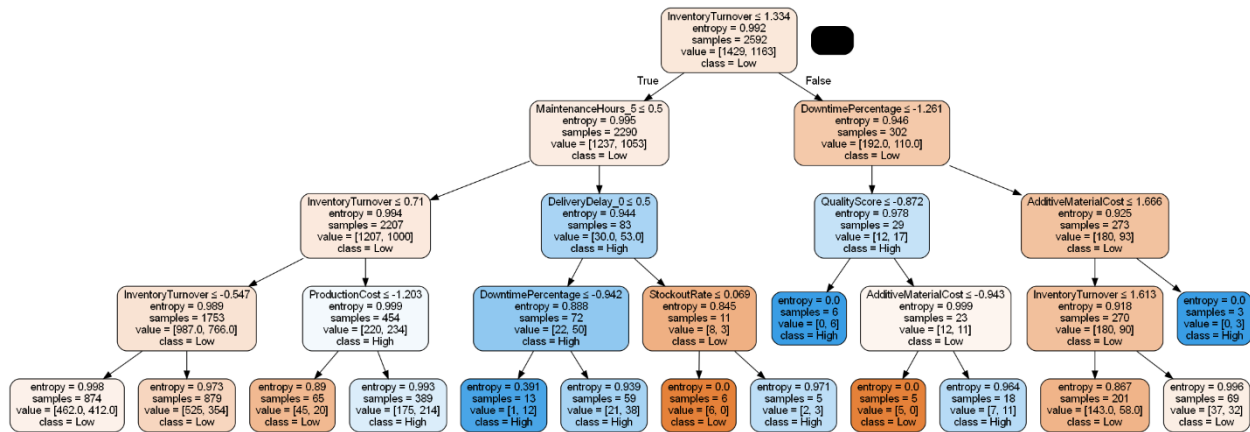 InventoryTurnover ≤ 1.334
entropy = 0.992
samples = 2592
value = [1429, 1163]
class = Low
True
False
MaintenanceHours_5 ≤ 0.5
entropy = 0.995
samples = 2290
value = [1237, 1053]
class = Low
DowntimePercentage ≤ -1.261
entropy = 0.946
samples = 302
value = [192.0, 110.0]
class = Low
InventoryTurnover ≤ 0.71
entropy = 0.994
samples = 2207
value = [1207, 1000]
class = Low
DeliveryDelay_0 ≤ 0.5
entropy = 0.944
samples = 83
value = [30.0, 53.0]
class = High
QualityScore ≤ -0.872
entropy = 0.978
samples = 29
value = [12, 17]
class = High
AdditiveMaterialCost ≤ 1.666
entropy = 0.925
samples = 273
value = [180, 93]
class = Low
InventoryTurnover ≤ -0.547
entropy = 0.989
samples = 1753
value = [987.0, 766.0]
class = Low
ProductionCost ≤ -1.203
entropy = 0.999
samples = 454
value = [220, 234]
class = High
DowntimePercentage ≤ -0.942
entropy = 0.888
samples = 72
value = [22, 50]
class = High
StockoutRate ≤ 0.069
entropy = 0.845
samples = 11
value = [8, 3]
class = Low
entropy = 0.0
samples = 6
value = [0, 6]
class = High
AdditiveMaterialCost ≤ -0.943
entropy = 0.999
samples = 23
value = [12, 11]
class = Low
InventoryTurnover ≤ 1.613
entropy = 0.918
samples = 270
value = [180, 90]
class = Low
entropy = 0.0
samples = 3
value = [0, 3]
class = High
entropy = 0.998
samples = 874
value = [462.0, 412.0]
class = Low
entropy = 0.973
samples = 879
value = [525, 354]
class = Low
entropy = 0.89
samples = 65
value = [45, 20]
class = Low
entropy = 0.993
samples = 389
value = [175, 214]
class = High
entropy = 0.391
samples = 13
value = [1, 12]
class = High
entropy = 0.939
samples = 59
value = [21, 38]
class = High
entropy = 0.0
samples = 6
value = [6, 0]
class = Low
entropy = 0.971
samples = 5
value = [2, 3]
class = High
entropy = 0.0
samples = 5
value = [5, 0]
class = Low
entropy = 0.964
samples = 18
value = [7, 11]
class = High
entropy = 0.867
samples = 201
value = [143.0, 58.0]
class = Low
entropy = 0.996
samples = 69
value = [37, 32]
class = Low